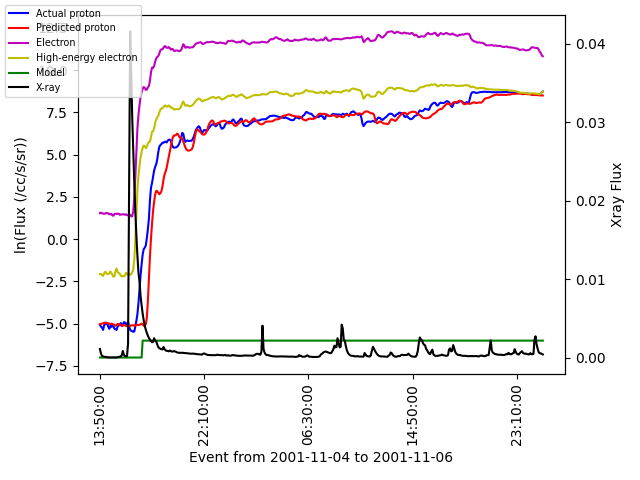 Actual proton
Predicted proton
Electron
High-energy electron
Model
X-ray
7.5
5.0
2.5
0.0
−2.5
−5.0
−7.5
ln(Flux (/cc/s/sr))
0.04
0.03
0.02
0.01
0.00
Xray Flux
13:50:00
22:10:00
06:30:00
14:50:00
23:10:00
Event from 2001-11-04 to 2001-11-06